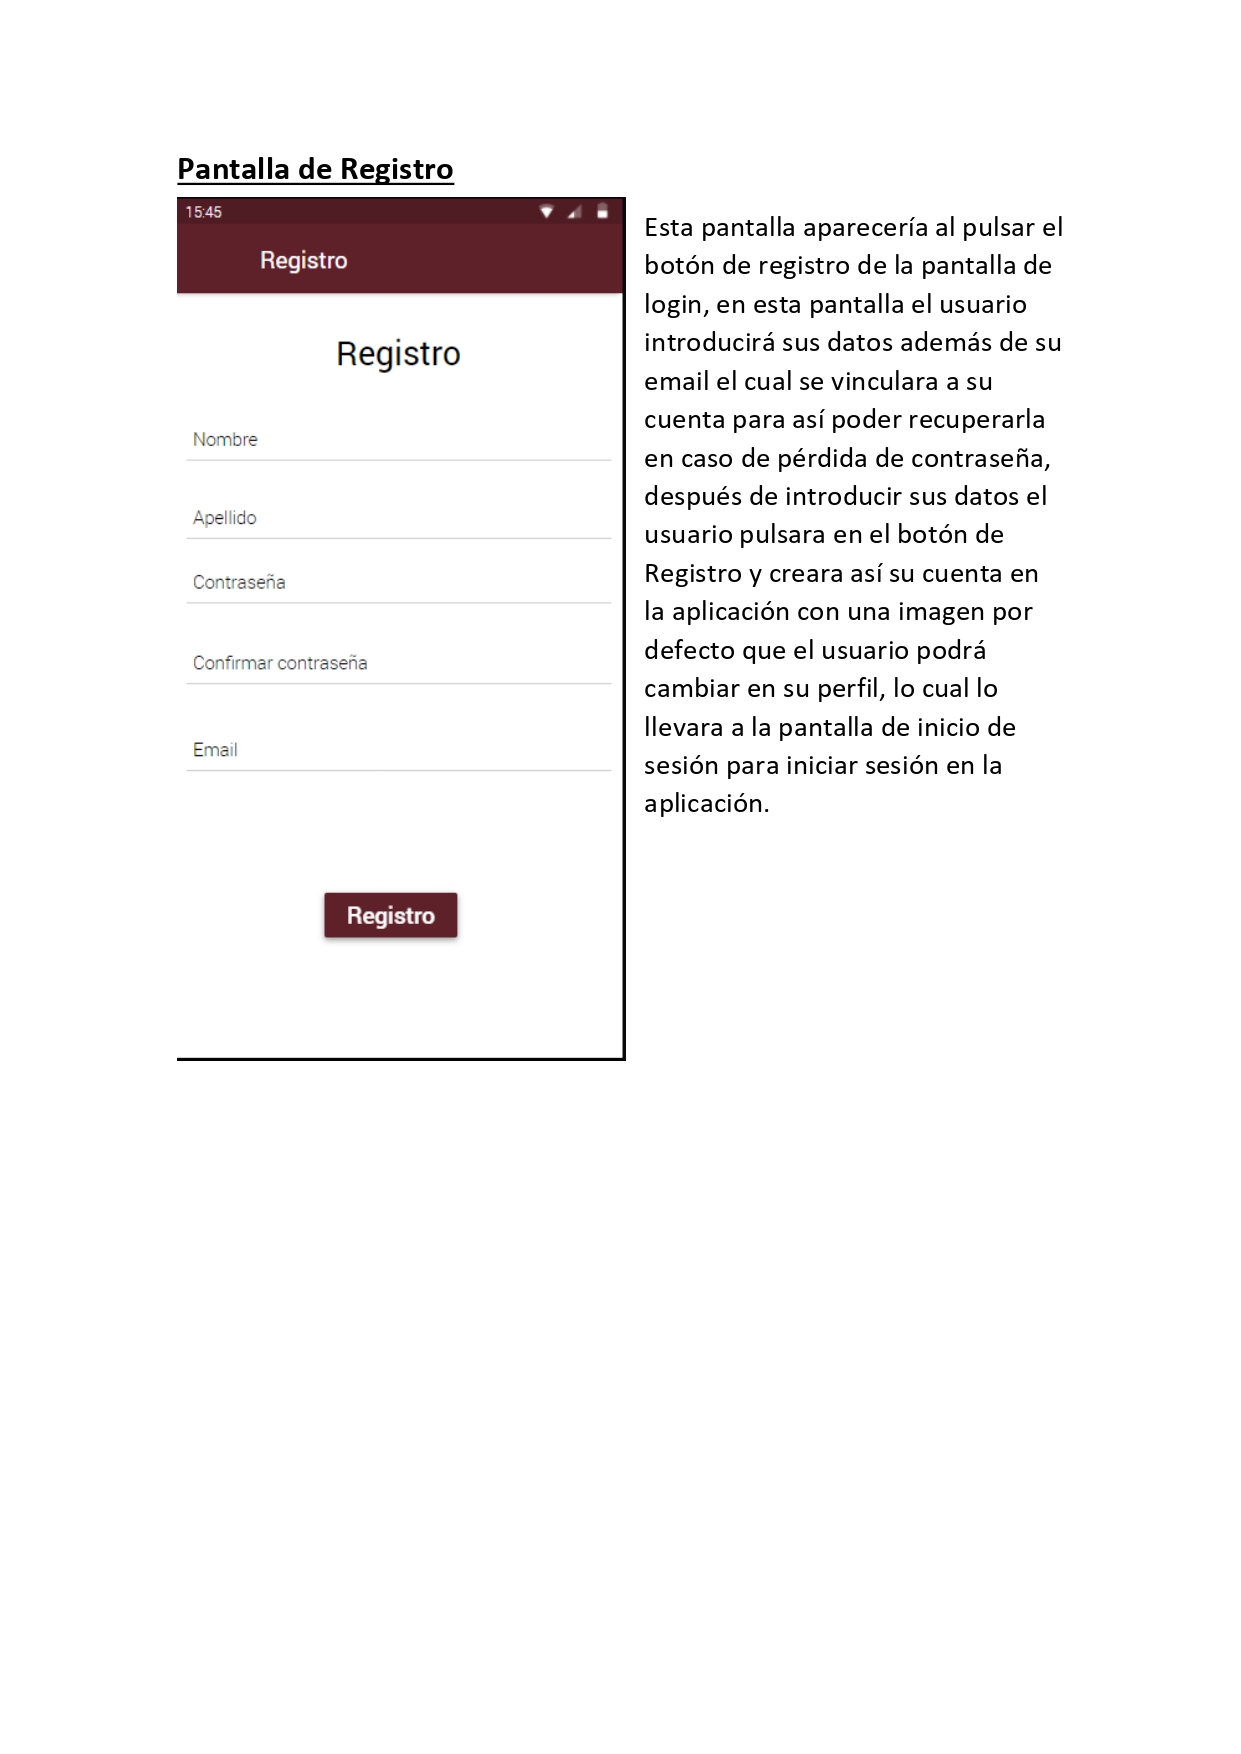 Pantalla de Registro
15:45
Registro
Registro
Nombre
Apellido
Contraseña
Confirmar contraseña
Email
Registro
Esta pantalla aparecería al pulsar el
botón de registro de la pantalla de
login, en esta pantalla el usuario
introducirá sus datos además de su
email el cual se vinculara a su
cuenta para así poder recuperarla
en caso de pérdida de contraseña,
después de introducir sus datos el
usuario pulsara en el botón de
Registro y creara así su cuenta en
la aplicación con una imagen por
defecto que el usuario podrá
cambiar en su perfil, lo cual lo
llevara a la pantalla de inicio de
sesión para iniciar sesión en la
aplicación.